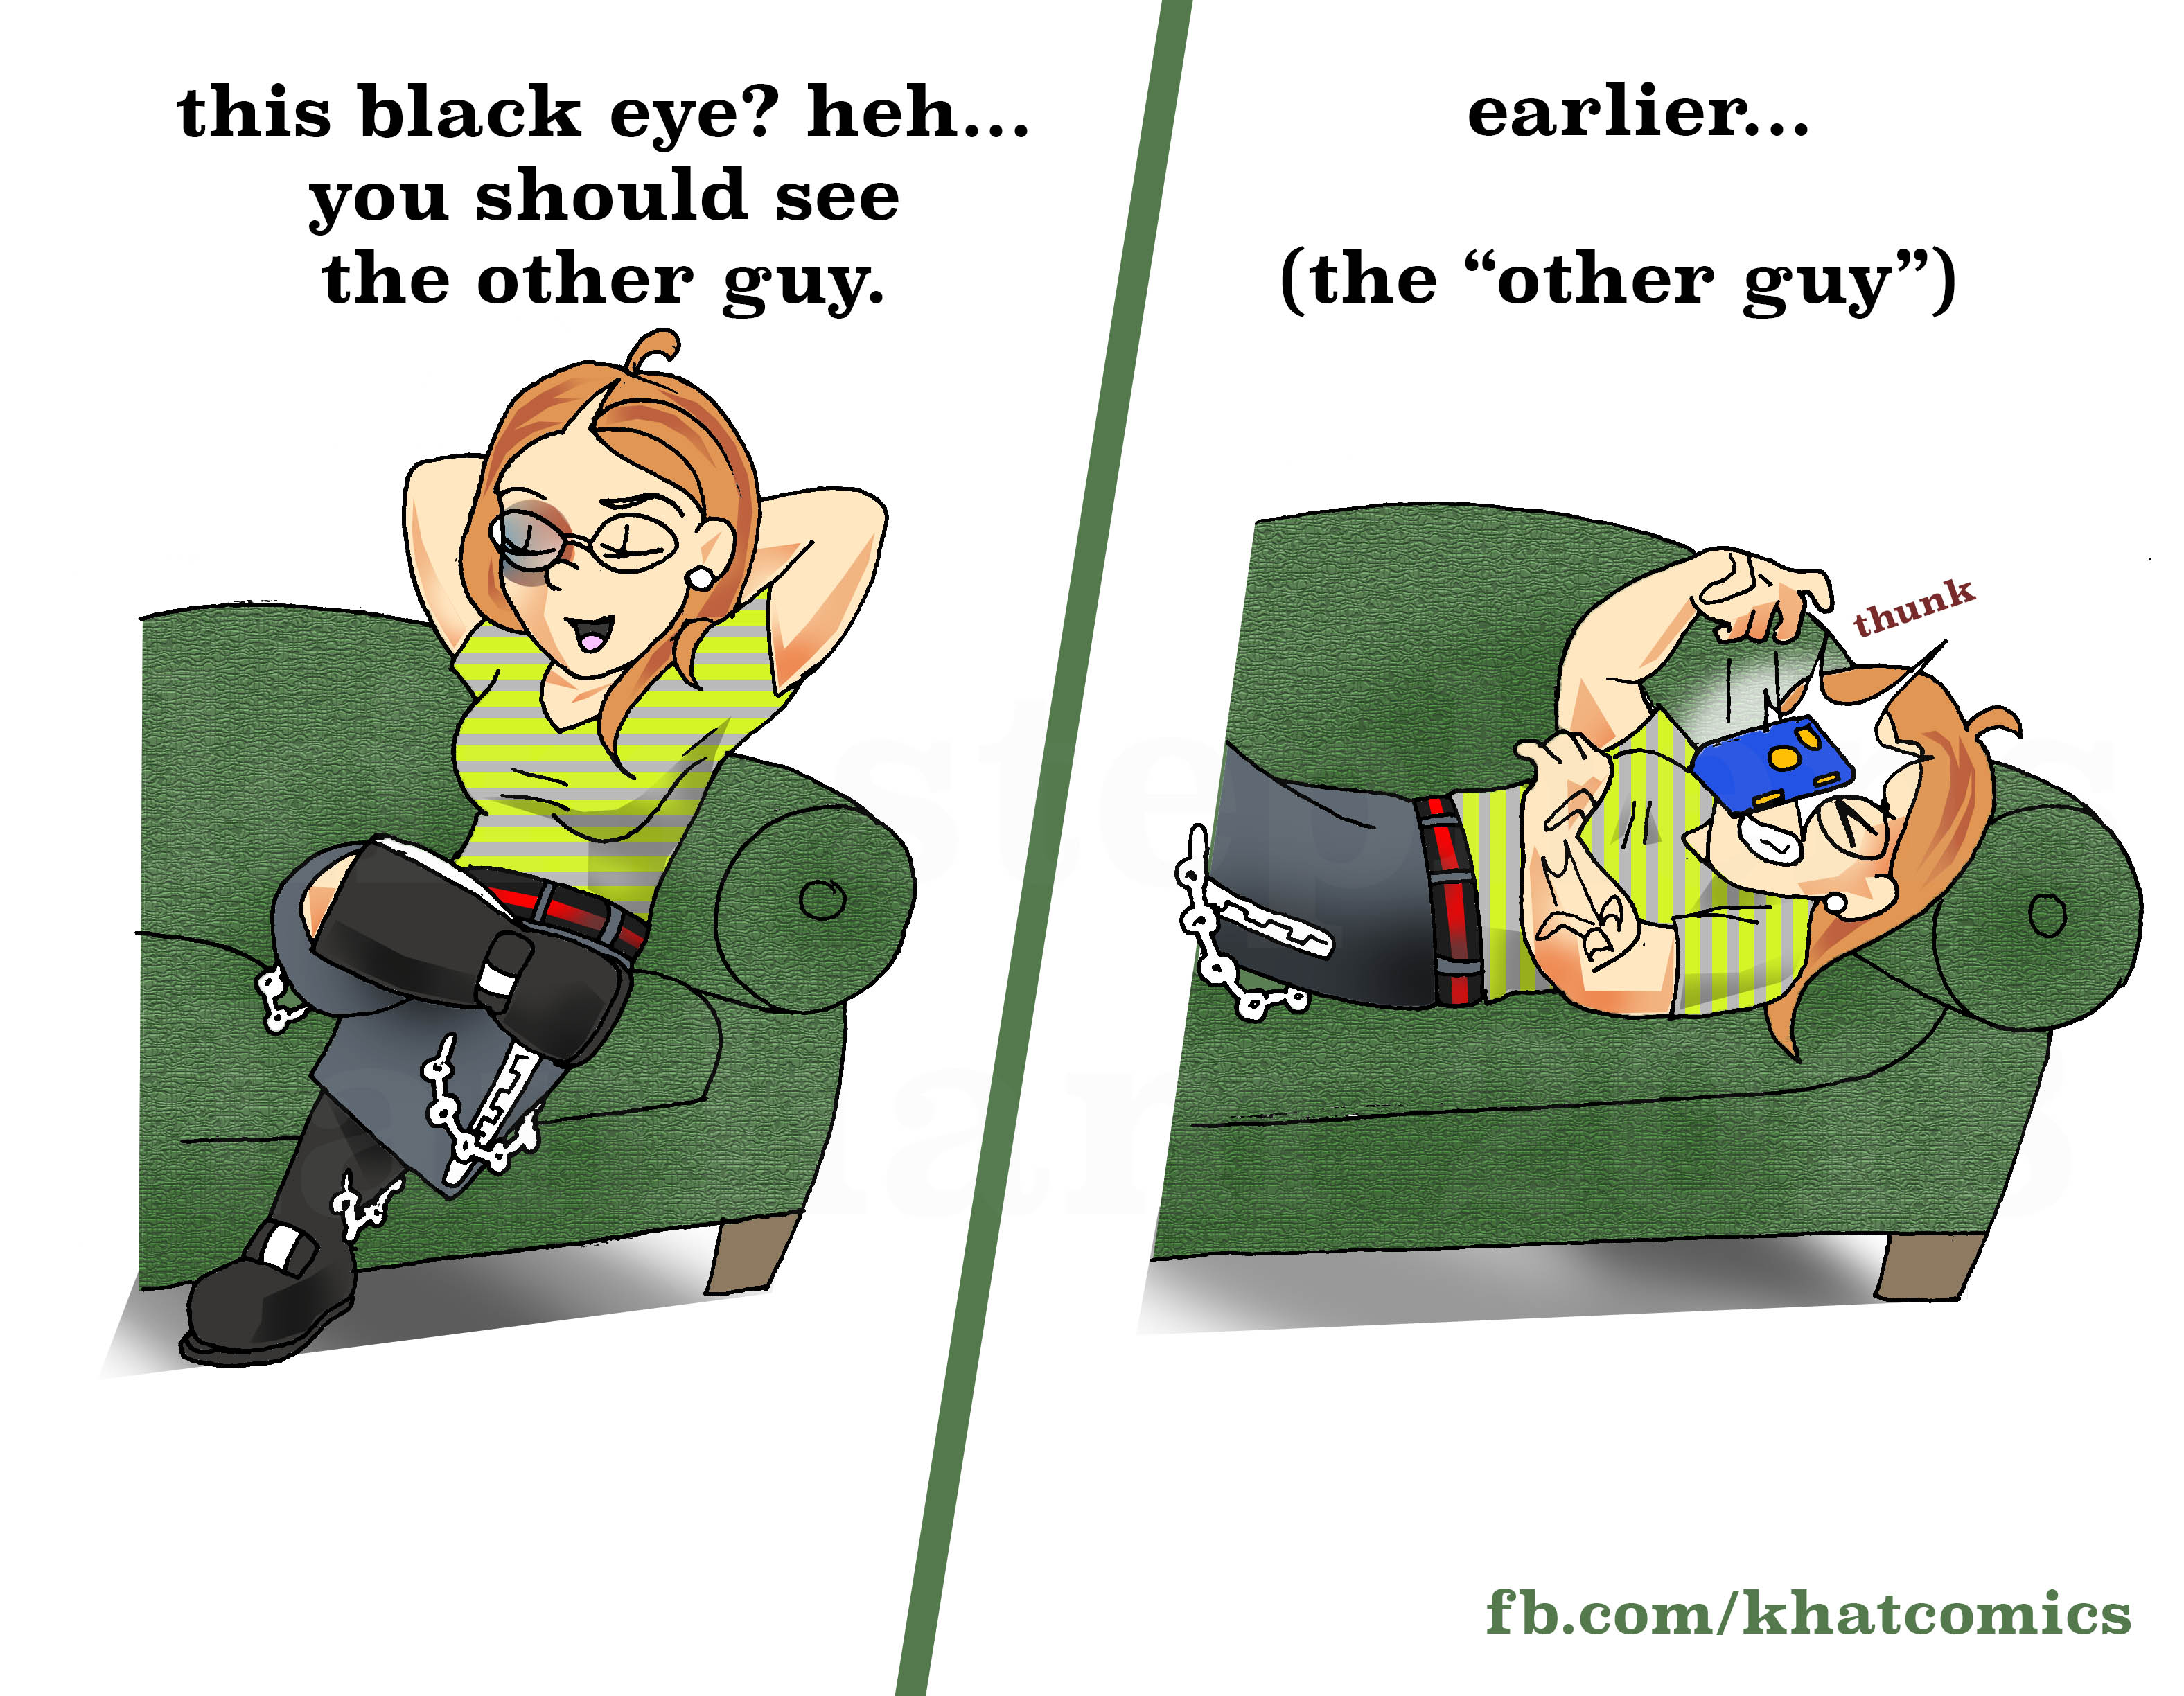 this black eye? heh...
you should see
the other guy.
earlier...
(the “other guy”)
thunk
fb.com/khatcomics